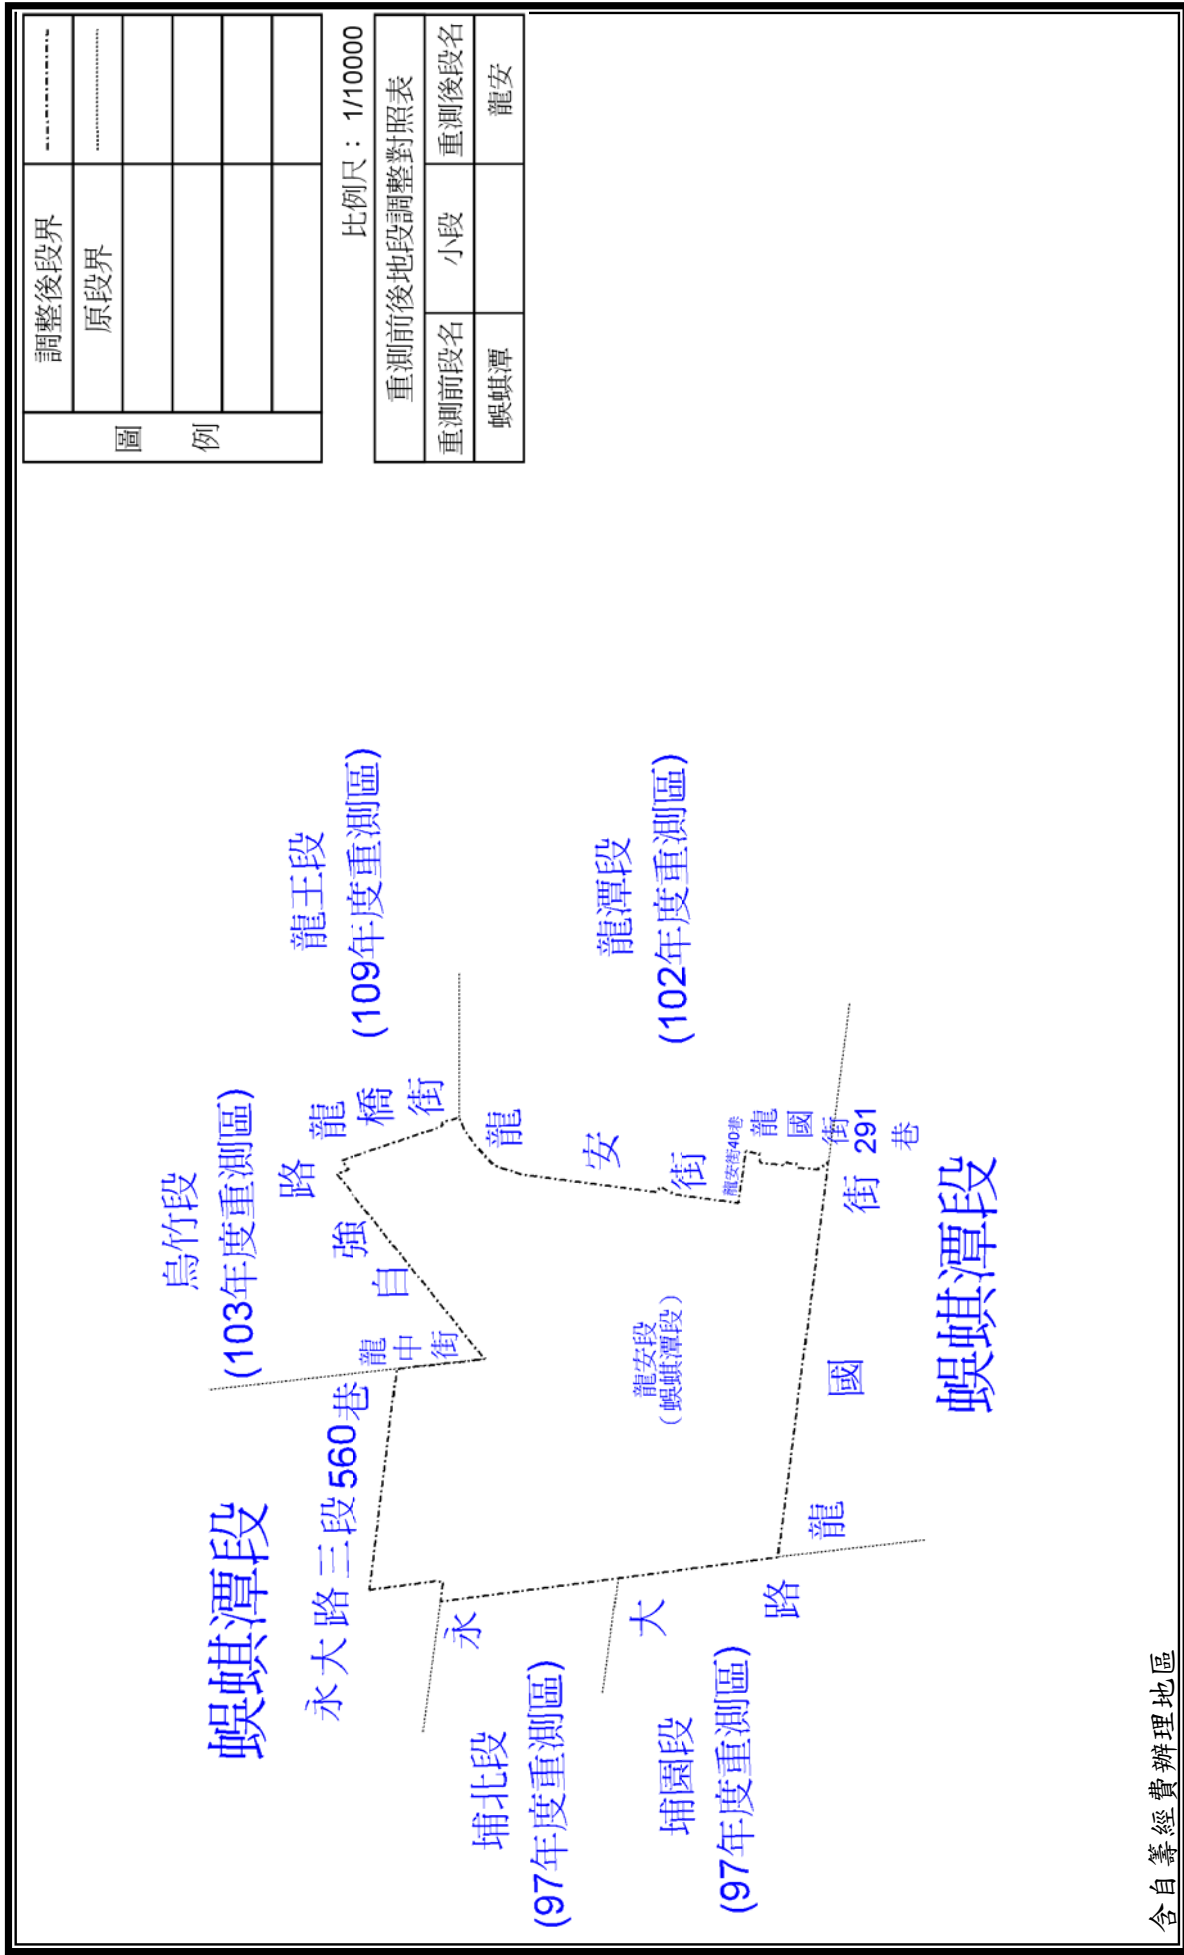 圖例
調整後段界
原段界
比例尺：1/10000
重測前後地段調整對照表
重測前段名 小段 重測後段名
蜈蜞潭 龍安
烏竹段
(103年度重測區)
龍王段
(109年度重測區)
蜈蜞潭段
永大路三段560巷
龍中街
自強路
龍橋街
埔北段
(97年度重測區)
永大路
龍安段
(蜈蜞潭段)
龍安街
龍潭段
(102年度重測區)
埔園段
(97年度重測區)
龍安街40巷
龍國街291巷
龍國街
蜈蜞潭段
含自籌經費辦理地區